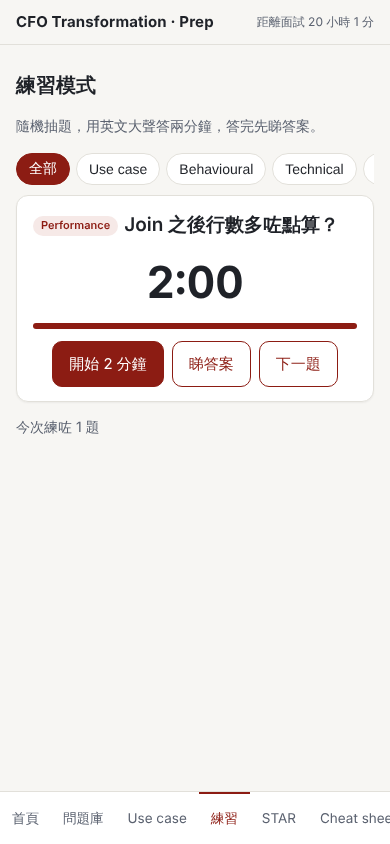 CFO Transformation · Prep 距離面試 20 小時 1 分
練習模式
隨機抽題，用英文大聲答兩分鐘，答完先睇答案。
全部 Use case Behavioural Technical
Performance Join 之後行數多咗點算？
2:00
開始 2 分鐘 睇答案 下一題
今次練咗 1 題
首頁 問題庫 Use case 練習 STAR Cheat shee